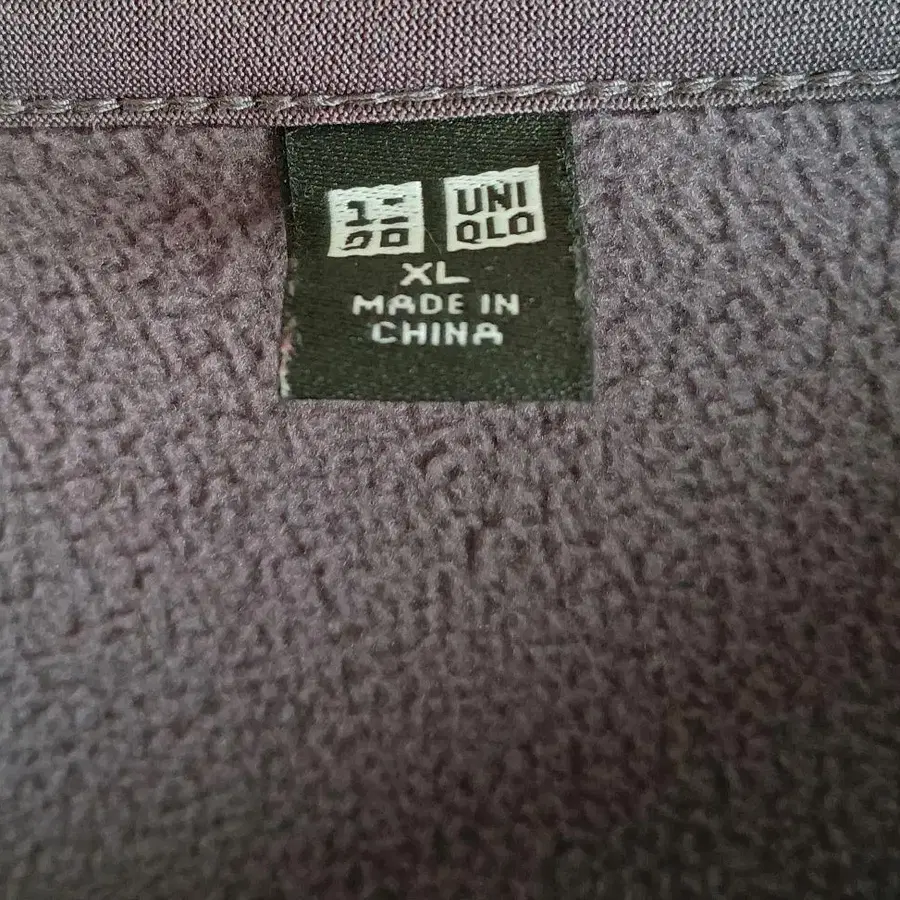 ユニ UNI
クロ QLO
XL
MADE IN
CHINA